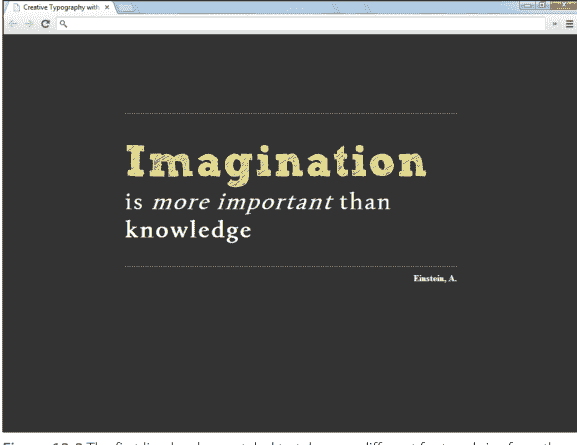 Creative Typography with
Imagination
is more important than
knowledge
Einstein, A.